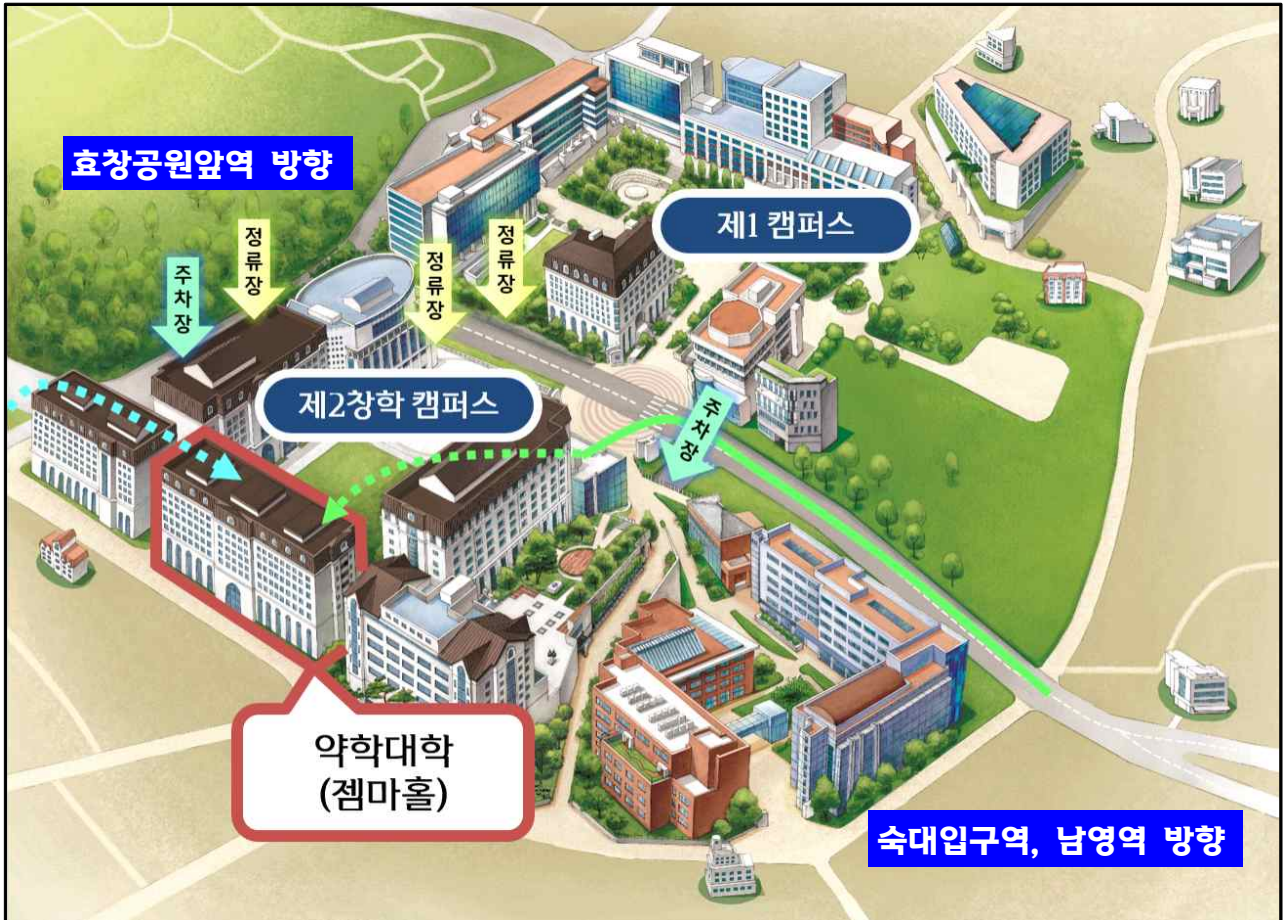 효창공원앞역 방향
제1 캠퍼스
정류장
정류장
정류장
주차장
제2창학 캠퍼스
주차장
약학대학
(젬마홀)
숙대입구역, 남영역 방향